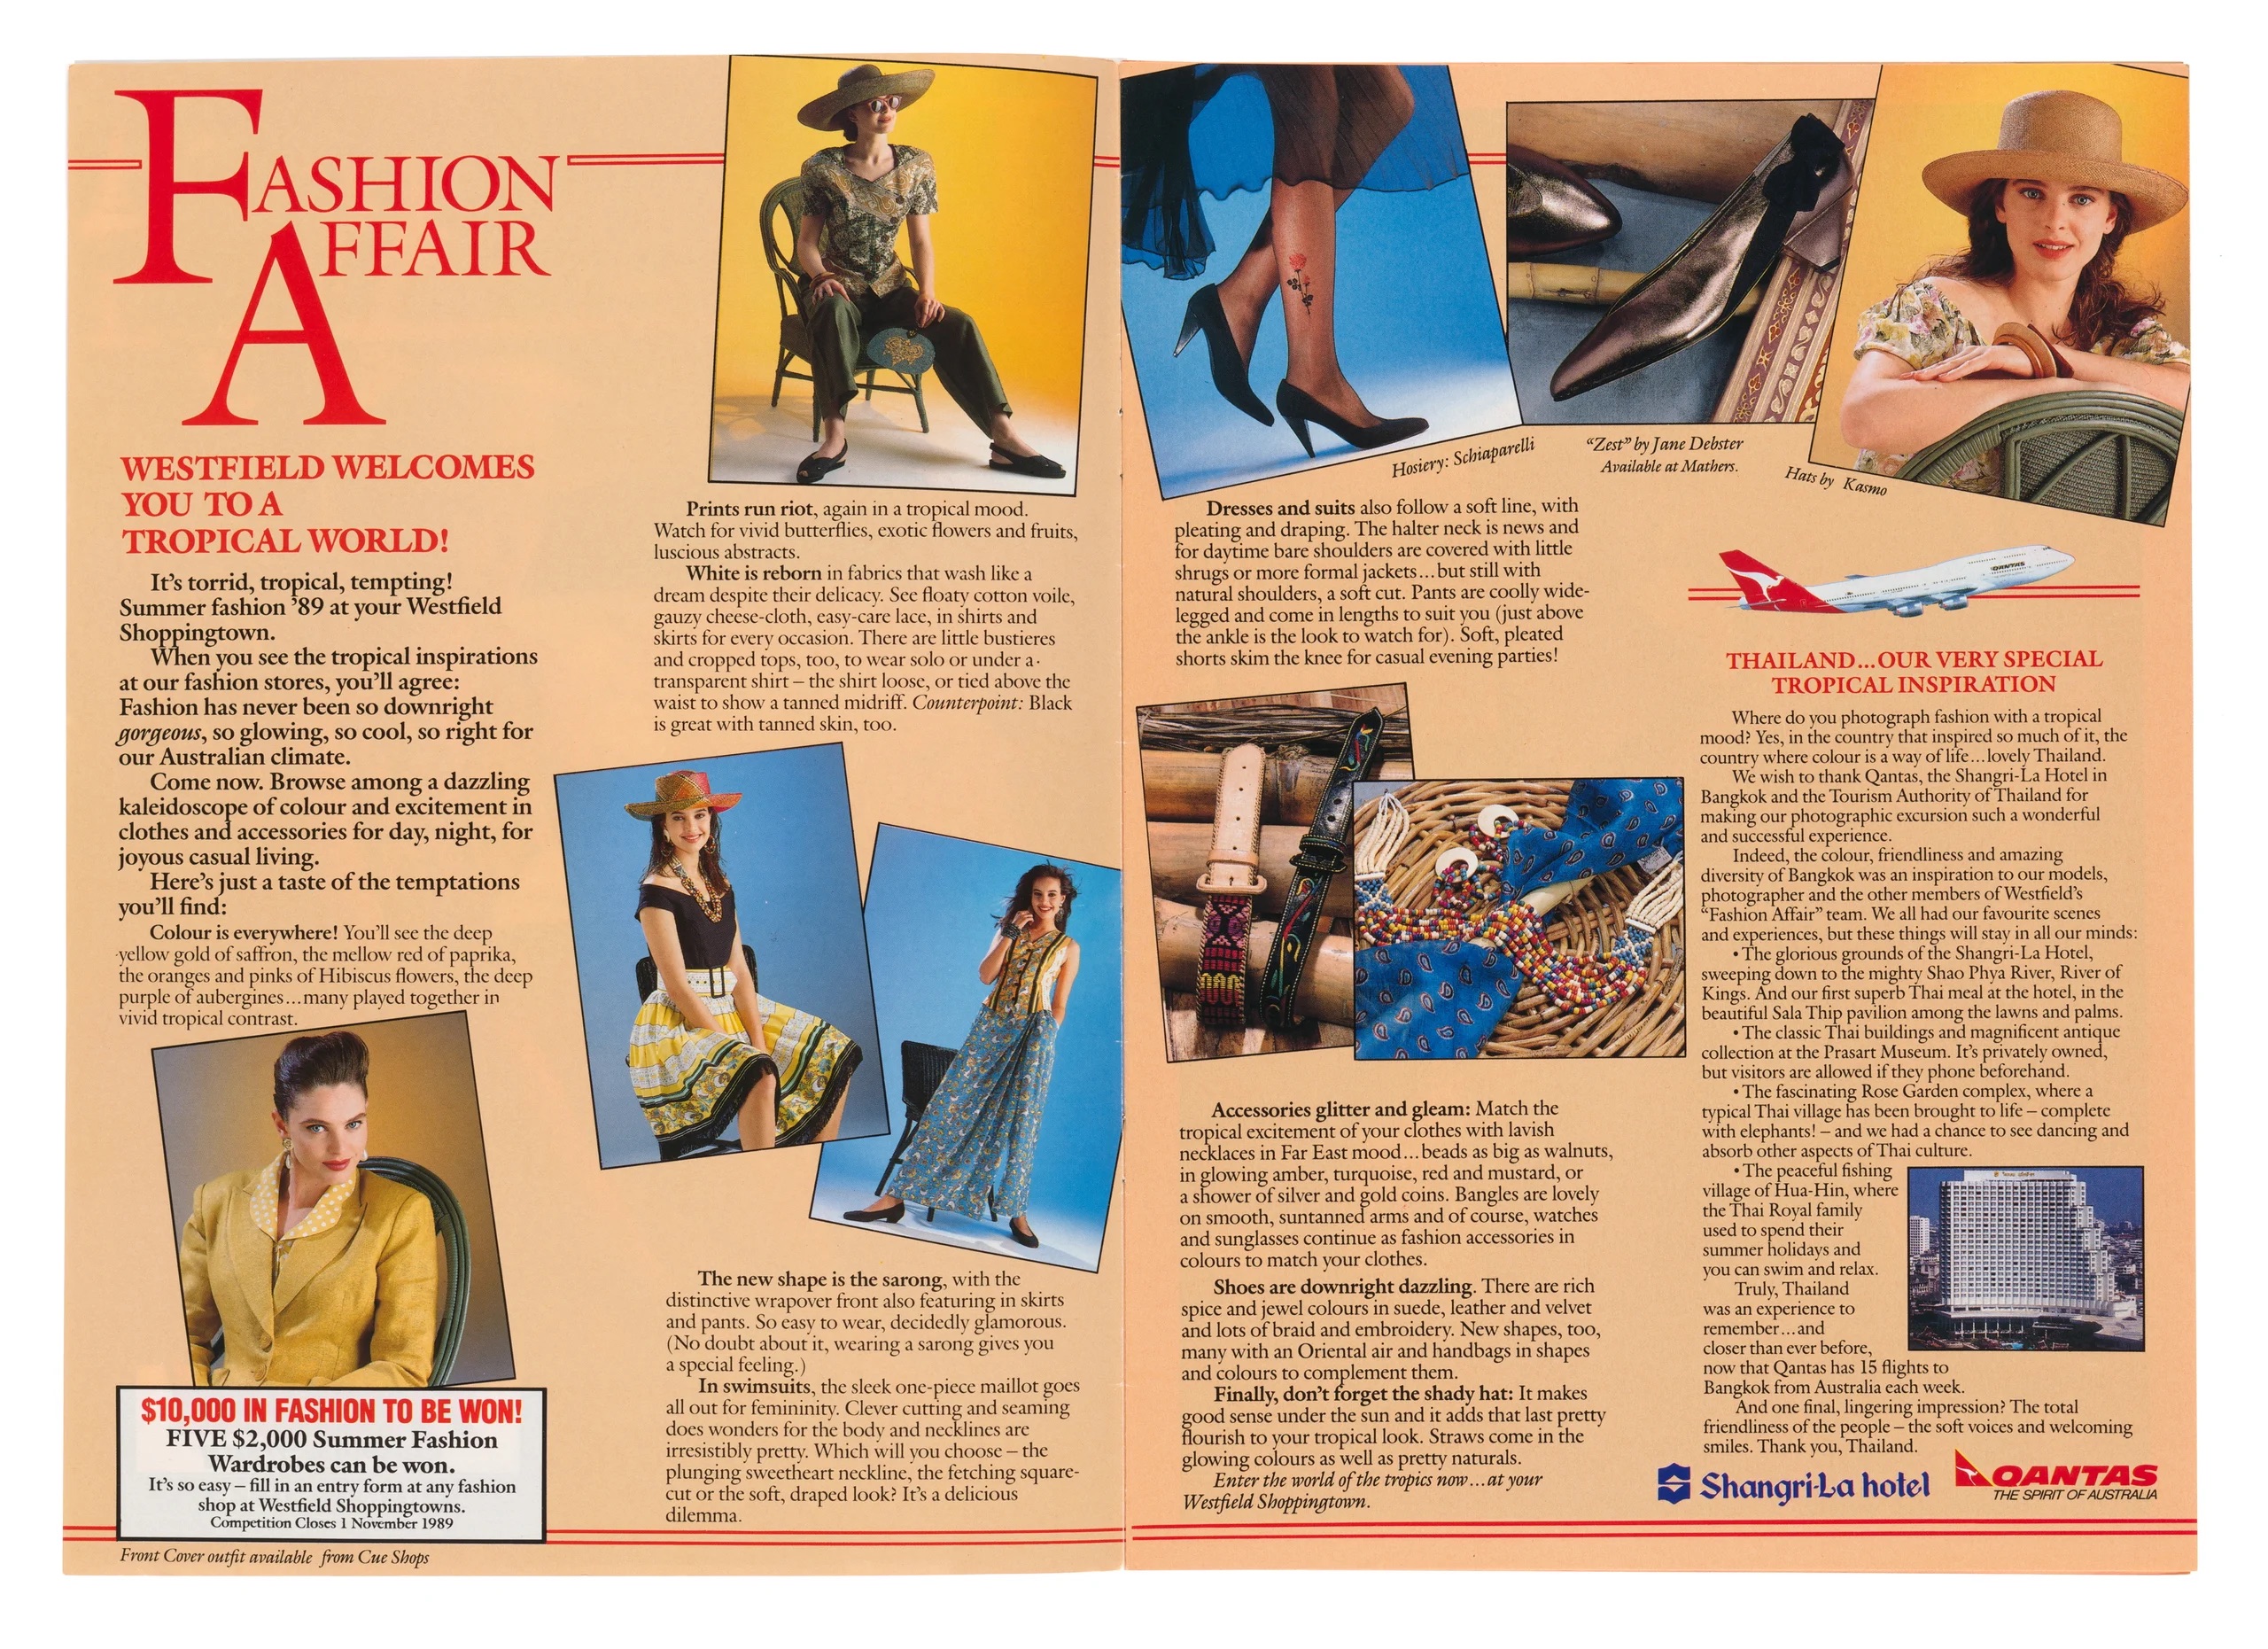 FASHION
AFFAIR
WESTFIELD WELCOMES
YOU TO A
TROPICAL WORLD!
It's torrid, tropical, tempting!
Summer fashion '89 at your Westfield
Shoppingtown.
When you see the tropical inspirations
at our fashion stores, you'll agree:
Fashion has never been so downright
gorgeous, so glowing, so cool, so right for
our Australian climate.
Come now. Browse among a dazzling
kaleidoscope of colour and excitement in
clothes and accessories for day, night, for
joyous casual living.
Here's just a taste of the temptations
you'll find:
Colour is everywhere! You'll see the deep
yellow gold of saffron, the mellow red of paprika,
the oranges and pinks of Hibiscus flowers, the deep
purple of aubergines...many played together in
vivid tropical contrast.
$10,000 IN FASHION TO BE WON!
FIVE $2,000 Summer Fashion
Wardrobes can be won.
It's so easy – fill in an entry form at any fashion
shop at Westfield Shoppingtowns.
Competition Closes 1 November 1989
Front Cover outfit available from Cue Shops
Prints run riot, again in a tropical mood.
Watch for vivid butterflies, exotic flowers and fruits,
luscious abstracts.
White is reborn in fabrics that wash like a
dream despite their delicacy. See floaty cotton voile,
gauzy cheese-cloth, easy-care lace, in shirts and
skirts for every occasion. There are little bustieres
and cropped tops, too, to wear solo or under a
transparent shirt – the shirt loose, or tied above the
waist to show a tanned midriff. Counterpoint: Black
is great with tanned skin, too.
The new shape is the sarong, with the
distinctive wrapover front also featuring in skirts
and pants. So easy to wear, decidedly glamorous.
(No doubt about it, wearing a sarong gives you
a special feeling.)
In swimsuits, the sleek one-piece maillot goes
all out for femininity. Clever cutting and seaming
does wonders for the body and necklines are
irresistibly pretty. Which will you choose – the
plunging sweetheart neckline, the fetching square-
cut or the soft, draped look? It's a delicious
dilemma.
Hosiery: Schiaparelli
"Zest" by Jane Debster
Available at Mathers.
Hats by Kasmo
Dresses and suits also follow a soft line, with
pleating and draping. The halter neck is news and
for daytime bare shoulders are covered with little
shrugs or more formal jackets...but still with
natural shoulders, a soft cut. Pants are coolly wide-
legged and come in lengths to suit you (just above
the ankle is the look to watch for). Soft, pleated
shorts skim the knee for casual evening parties!
Accessories glitter and gleam: Match the
tropical excitement of your clothes with lavish
necklaces in Far East mood...beads as big as walnuts,
in glowing amber, turquoise, red and mustard, or
a shower of silver and gold coins. Bangles are lovely
on smooth, suntanned arms and of course, watches
and sunglasses continue as fashion accessories in
colours to match your clothes.
Shoes are downright dazzling. There are rich
spice and jewel colours in suede, leather and velvet
and lots of braid and embroidery. New shapes, too,
many with an Oriental air and handbags in shapes
and colours to complement them.
Finally, don't forget the shady hat: It makes
good sense under the sun and it adds that last pretty
flourish to your tropical look. Straws come in the
glowing colours as well as pretty naturals.
Enter the world of the tropics now...at your
Westfield Shoppingtown.
QANTAS
THAILAND...OUR VERY SPECIAL
TROPICAL INSPIRATION
Where do you photograph fashion with a tropical
mood? Yes, in the country that inspired so much of it, the
country where colour is a way of life...lovely Thailand.
We wish to thank Qantas, the Shangri-La Hotel in
Bangkok and the Tourism Authority of Thailand for
making our photographic excursion such a wonderful
and successful experience.
Indeed, the colour, friendliness and amazing
diversity of Bangkok was an inspiration to our models,
photographer and the other members of Westfield's
"Fashion Affair" team. We all had our favourite scenes
and experiences, but these things will stay in all our minds:
• The glorious grounds of the Shangri-La Hotel,
sweeping down to the mighty Shao Phya River, River of
Kings. And our first superb Thai meal at the hotel, in the
beautiful Sala Thip pavilion among the lawns and palms.
• The classic Thai buildings and magnificent antique
collection at the Prasart Museum. It's privately owned,
but visitors are allowed if they phone beforehand.
• The fascinating Rose Garden complex, where a
typical Thai village has been brought to life – complete
with elephants! – and we had a chance to see dancing and
absorb other aspects of Thai culture.
• The peaceful fishing
village of Hua-Hin, where
the Thai Royal family
used to spend their
summer holidays and
you can swim and relax.
Truly, Thailand
was an experience to
remember...and
closer than ever before,
now that Qantas has 15 flights to
Bangkok from Australia each week.
And one final, lingering impression? The total
friendliness of the people – the soft voices and welcoming
smiles. Thank you, Thailand.
Shangri-La hotel
QANTAS
THE SPIRIT OF AUSTRALIA